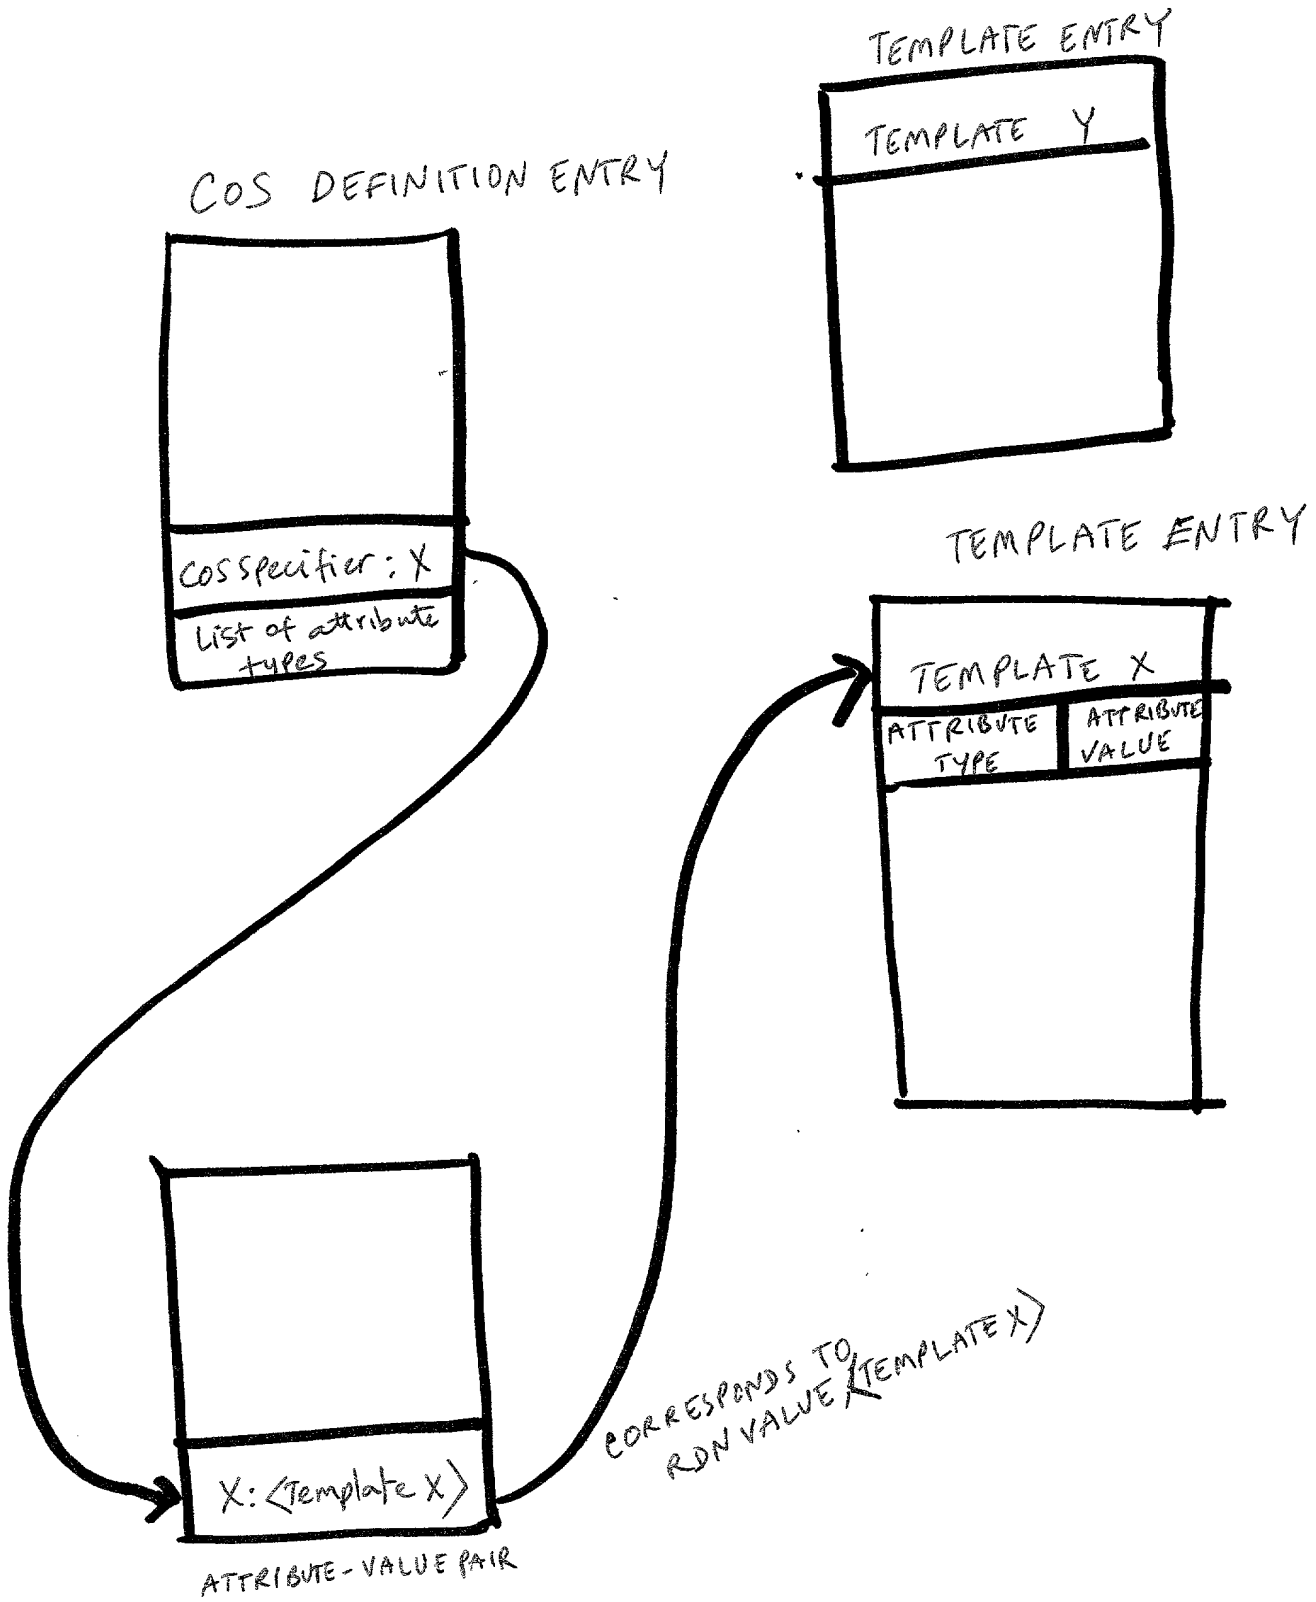 TEMPLATE ENTRY
TEMPLATE Y
COS DEFINITION ENTRY
cosspecifier: X
List of attribute
types
TEMPLATE ENTRY
TEMPLATE X
ATTRIBUTE
TYPE
ATTRIBUTE
VALUE
X: <Template X>
ATTRIBUTE-VALUE PAIR
CORRESPONDS TO
RDN VALUE <TEMPLATE X>